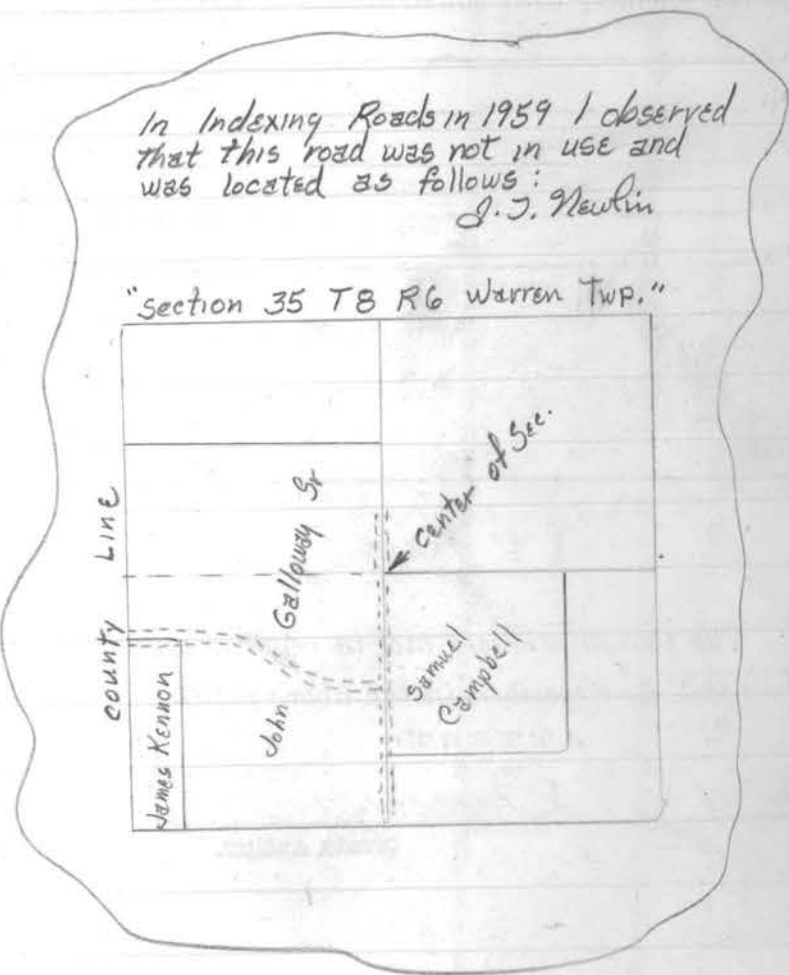 In Indexing Roads in 1959 I observed
that this road was not in use and
was located as follows:
J. T. Newlin
"Section 35 T8 R6 Warren Twp."
County Line
John Galloway Sr
Center of Sec.
Samuel
Campbell
James Kennon